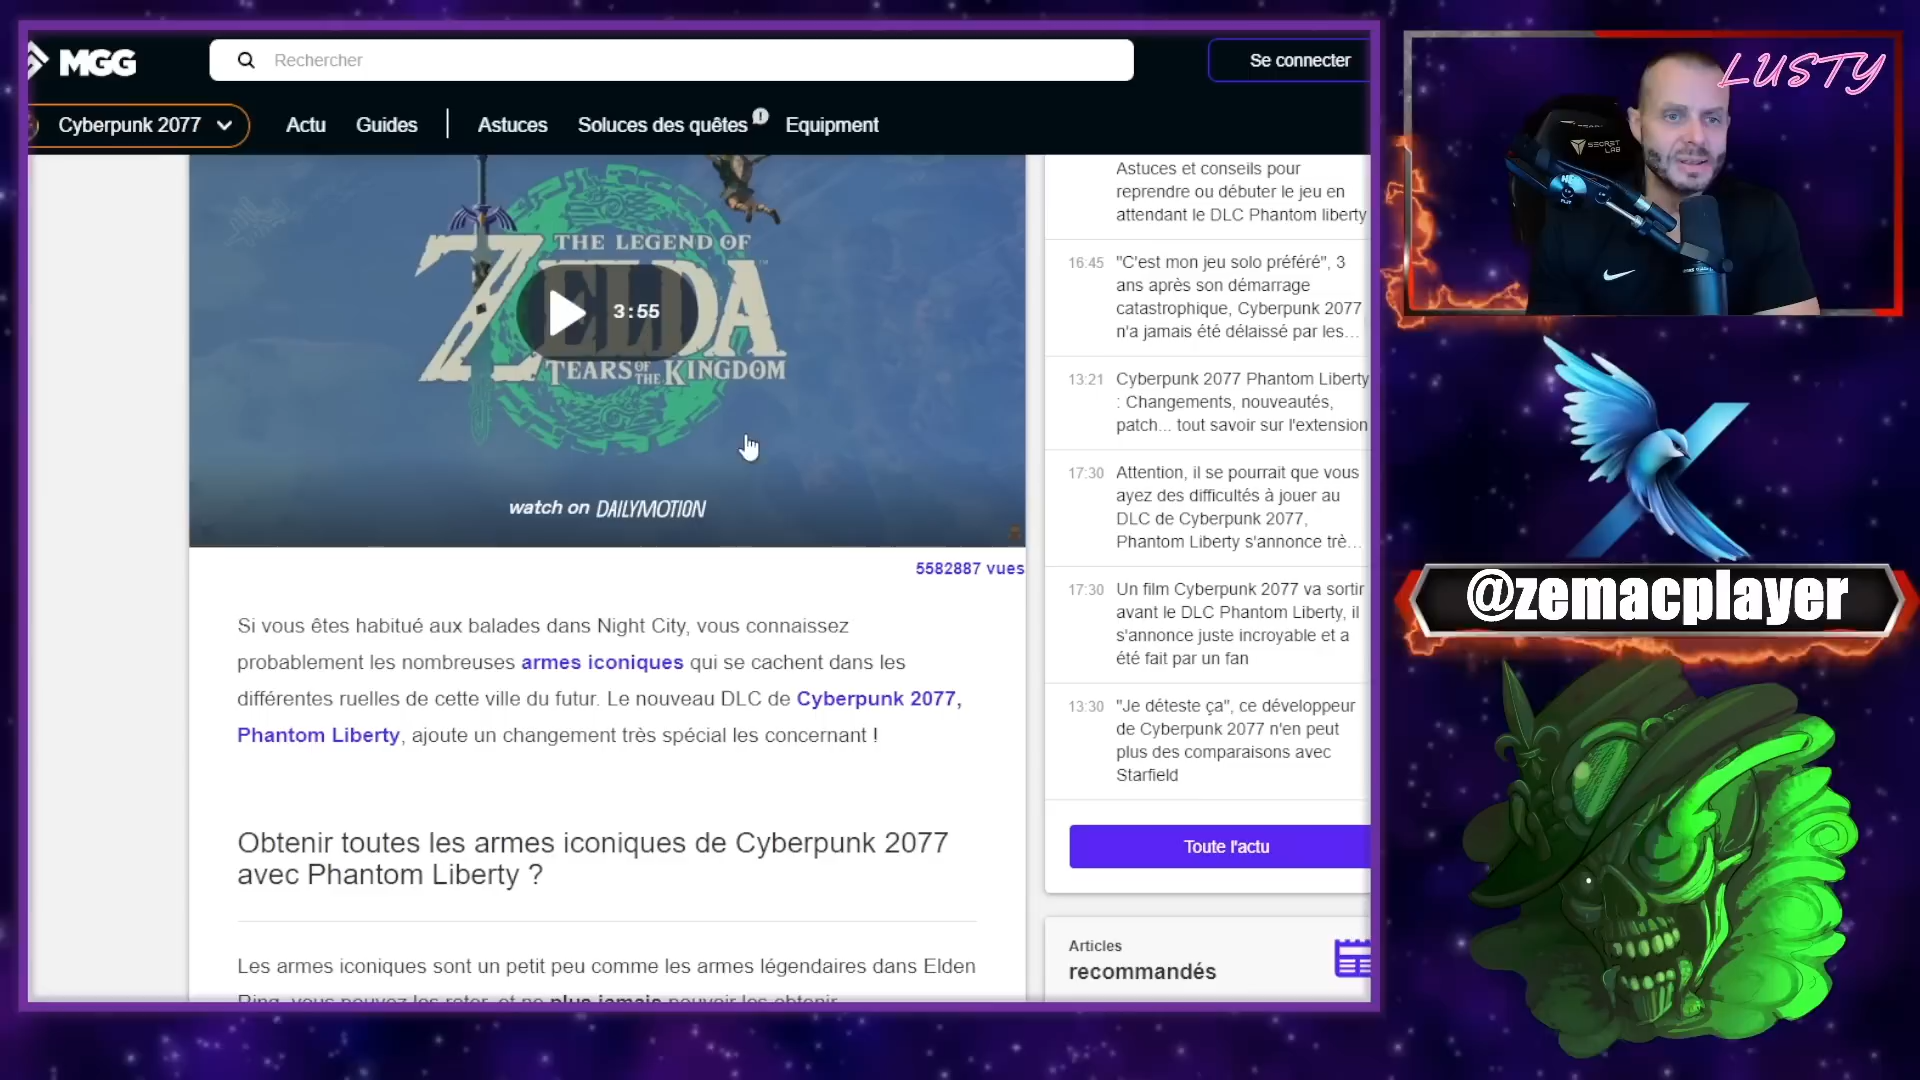 MGG
Rechercher
Se connecter
Cyberpunk 2077
Actu
Guides
Astuces
Soluces des quêtes
Equipment
THE LEGEND OF
ZELDA
TEARS OF THE KINGDOM
3:55
watch on DAILYMOTION
5582887 vues
Si vous êtes habitué aux balades dans Night City, vous connaissez
probablement les nombreuses armes iconiques qui se cachent dans les
différentes ruelles de cette ville du futur. Le nouveau DLC de Cyberpunk 2077,
Phantom Liberty, ajoute un changement très spécial les concernant !
Obtenir toutes les armes iconiques de Cyberpunk 2077
avec Phantom Liberty ?
Les armes iconiques sont un petit peu comme les armes légendaires dans Elden
Ring, vous pouvez les rater, et ne plus jamais pouvoir les obtenir.
Astuces et conseils pour
reprendre ou débuter le jeu en
attendant le DLC Phantom liberty
16:45 "C'est mon jeu solo préféré", 3
ans après son démarrage
catastrophique, Cyberpunk 2077
n'a jamais été délaissé par les...
13:21 Cyberpunk 2077 Phantom Liberty
: Changements, nouveautés,
patch... tout savoir sur l'extension
17:30 Attention, il se pourrait que vous
ayez des difficultés à jouer au
DLC de Cyberpunk 2077,
Phantom Liberty s'annonce trè...
17:30 Un film Cyberpunk 2077 va sortir
avant le DLC Phantom Liberty, il
s'annonce juste incroyable et a
été fait par un fan
13:30 "Je déteste ça", ce développeur
de Cyberpunk 2077 n'en peut
plus des comparaisons avec
Starfield
Toute l'actu
Articles
recommandés
LUSTY
SECRET
LAB
@zemacplayer